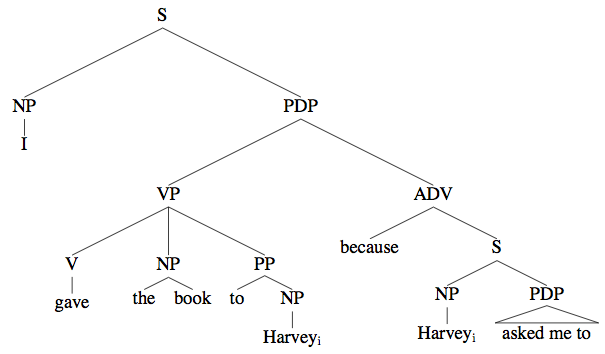 S
NP PDP
I
VP ADV
because S
V NP PP
gave the book to NP NP PDP
Harveyᵢ Harveyᵢ asked me to